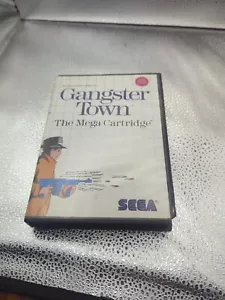 Gangster
Town
The Mega Cartridge
SEGA